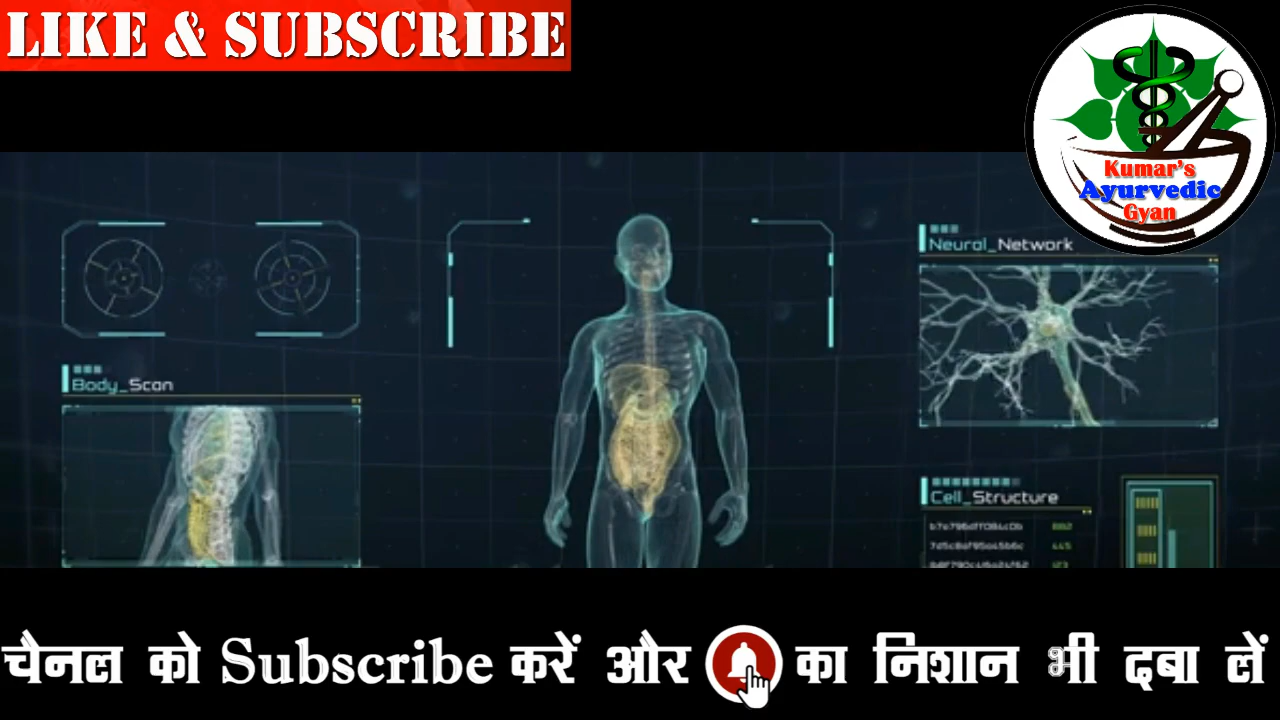 LIKE & SUBSCRIBE
Kumar's
Ayurvedic
Gyan
Neural_Network
Body_Scan
Cell_Structure
चैनल को Subscribe करें और का निशान भी दबा लें